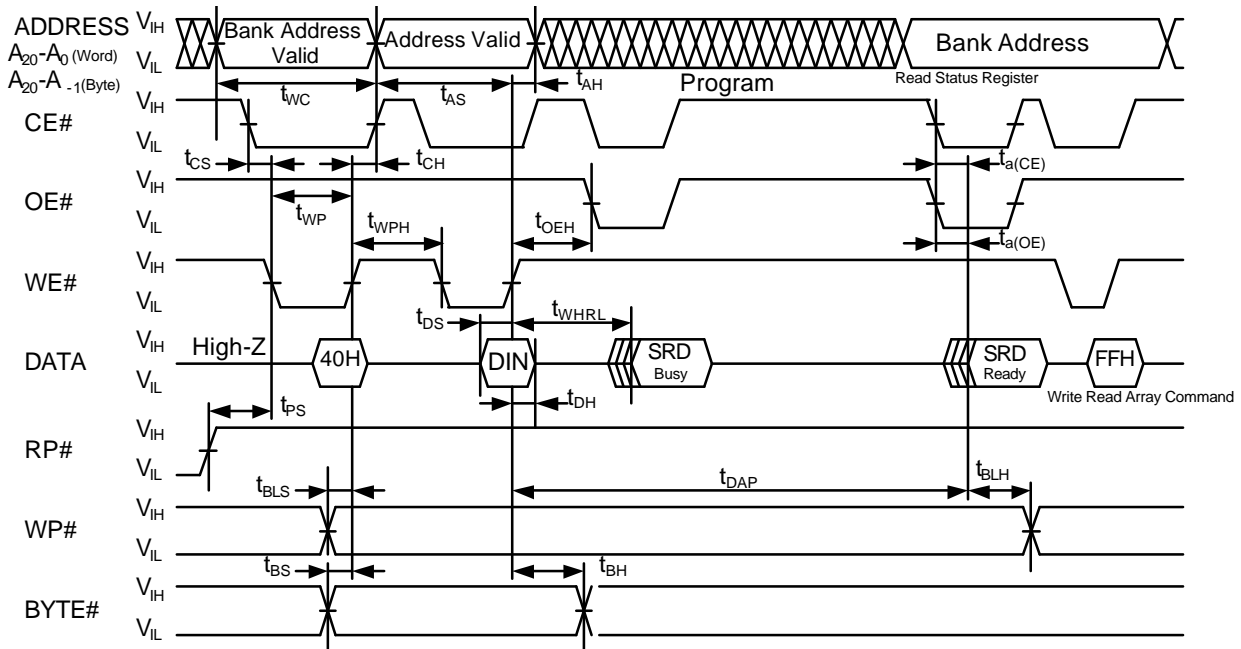 ADDRESS VIH Bank Address Valid Address Valid Bank Address
A20-A0 (Word) VIL
A20-A -1(Byte) tWC tAS tAH Program Read Status Register
CE# VIH
VIL
tCS tCH ta(CE)
OE# VIH
VIL
tWP tWPH tOEH ta(OE)
WE# VIH
VIL
tDS tWHRL
DATA VIH High-Z 40H DIN SRD Busy SRD Ready FFH
VIL
tPS tDH Write Read Array Command
RP# VIH
VIL
tBLS tDAP tBLH
WP# VIH
VIL
tBS tBH
BYTE# VIH
VIL